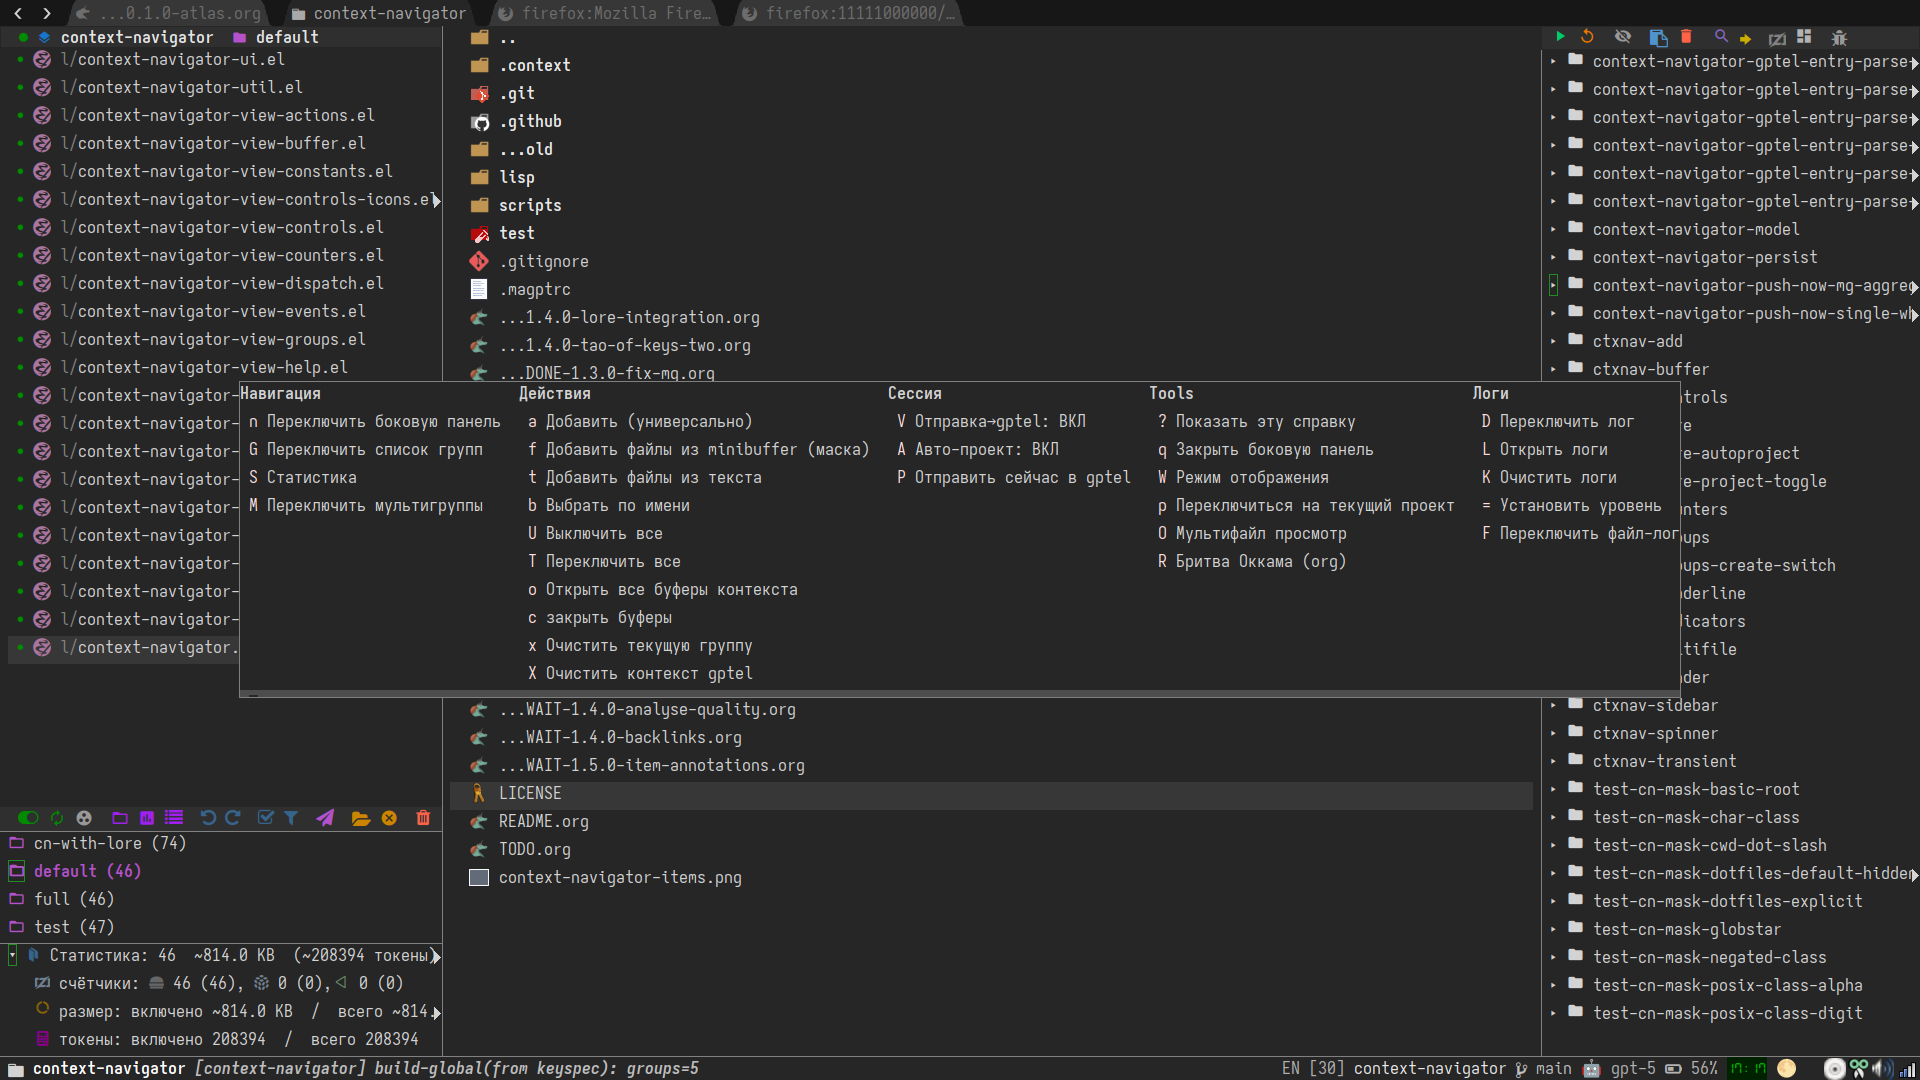 ...0.1.0-atlas.org
context-navigator
firefox:Mozilla Fire…
firefox:11111000000/…
context-navigator default
l/context-navigator-ui.el
l/context-navigator-util.el
l/context-navigator-view-actions.el
l/context-navigator-view-buffer.el
l/context-navigator-view-constants.el
l/context-navigator-view-controls-icons.el
l/context-navigator-view-controls.el
l/context-navigator-view-counters.el
l/context-navigator-view-dispatch.el
l/context-navigator-view-events.el
l/context-navigator-view-groups.el
l/context-navigator-view-help.el
l/context-navigator-
l/context-navigator-
l/context-navigator-
l/context-navigator-
l/context-navigator-
l/context-navigator-
l/context-navigator-
l/context-navigator-
l/context-navigator-
l/context-navigator.
cn-with-lore (74)
default (46)
full (46)
test (47)
Статистика: 46 ~814.0 KB (~208394 токены)
счётчики: 46 (46), 0 (0), 0 (0)
размер: включено ~814.0 KB / всего ~814.
токены: включено 208394 / всего 208394
..
.context
.git
.github
...old
lisp
scripts
test
.gitignore
.magptrc
...1.4.0-lore-integration.org
...1.4.0-tao-of-keys-two.org
...DONE-1.3.0-fix-mg.org
Навигация
n Переключить боковую панель
G Переключить список групп
S Статистика
M Переключить мультигруппы
Действия
a Добавить (универсально)
f Добавить файлы из minibuffer (маска)
t Добавить файлы из текста
b Выбрать по имени
U Выключить все
T Переключить все
o Открыть все буферы контекста
c закрыть буферы
x Очистить текущую группу
X Очистить контекст gptel
Сессия
V Отправка→gptel: ВКЛ
A Авто-проект: ВКЛ
P Отправить сейчас в gptel
Tools
? Показать эту справку
q Закрыть боковую панель
W Режим отображения
p Переключиться на текущий проект
O Мультифайл просмотр
R Бритва Оккама (org)
Логи
D Переключить лог
L Открыть логи
K Очистить логи
= Установить уровень
F Переключить файл-лог
...WAIT-1.4.0-analyse-quality.org
...WAIT-1.4.0-backlinks.org
...WAIT-1.5.0-item-annotations.org
LICENSE
README.org
TODO.org
context-navigator-items.png
context-navigator-gptel-entry-parse-
context-navigator-gptel-entry-parse-
context-navigator-gptel-entry-parse-
context-navigator-gptel-entry-parse-
context-navigator-gptel-entry-parse-
context-navigator-gptel-entry-parse-
context-navigator-model
context-navigator-persist
context-navigator-push-now-mg-aggreg
context-navigator-push-now-single-wh
ctxnav-add
ctxnav-buffer
trols
re
re-autoproject
re-project-toggle
nters
ups
ups-create-switch
derline
licators
tifile
der
ctxnav-sidebar
ctxnav-spinner
ctxnav-transient
test-cn-mask-basic-root
test-cn-mask-char-class
test-cn-mask-cwd-dot-slash
test-cn-mask-dotfiles-default-hidden
test-cn-mask-dotfiles-explicit
test-cn-mask-globstar
test-cn-mask-negated-class
test-cn-mask-posix-class-alpha
test-cn-mask-posix-class-digit
context-navigator [context-navigator] build-global(from keyspec): groups=5
EN [30] context-navigator main gpt-5 56% 17:17